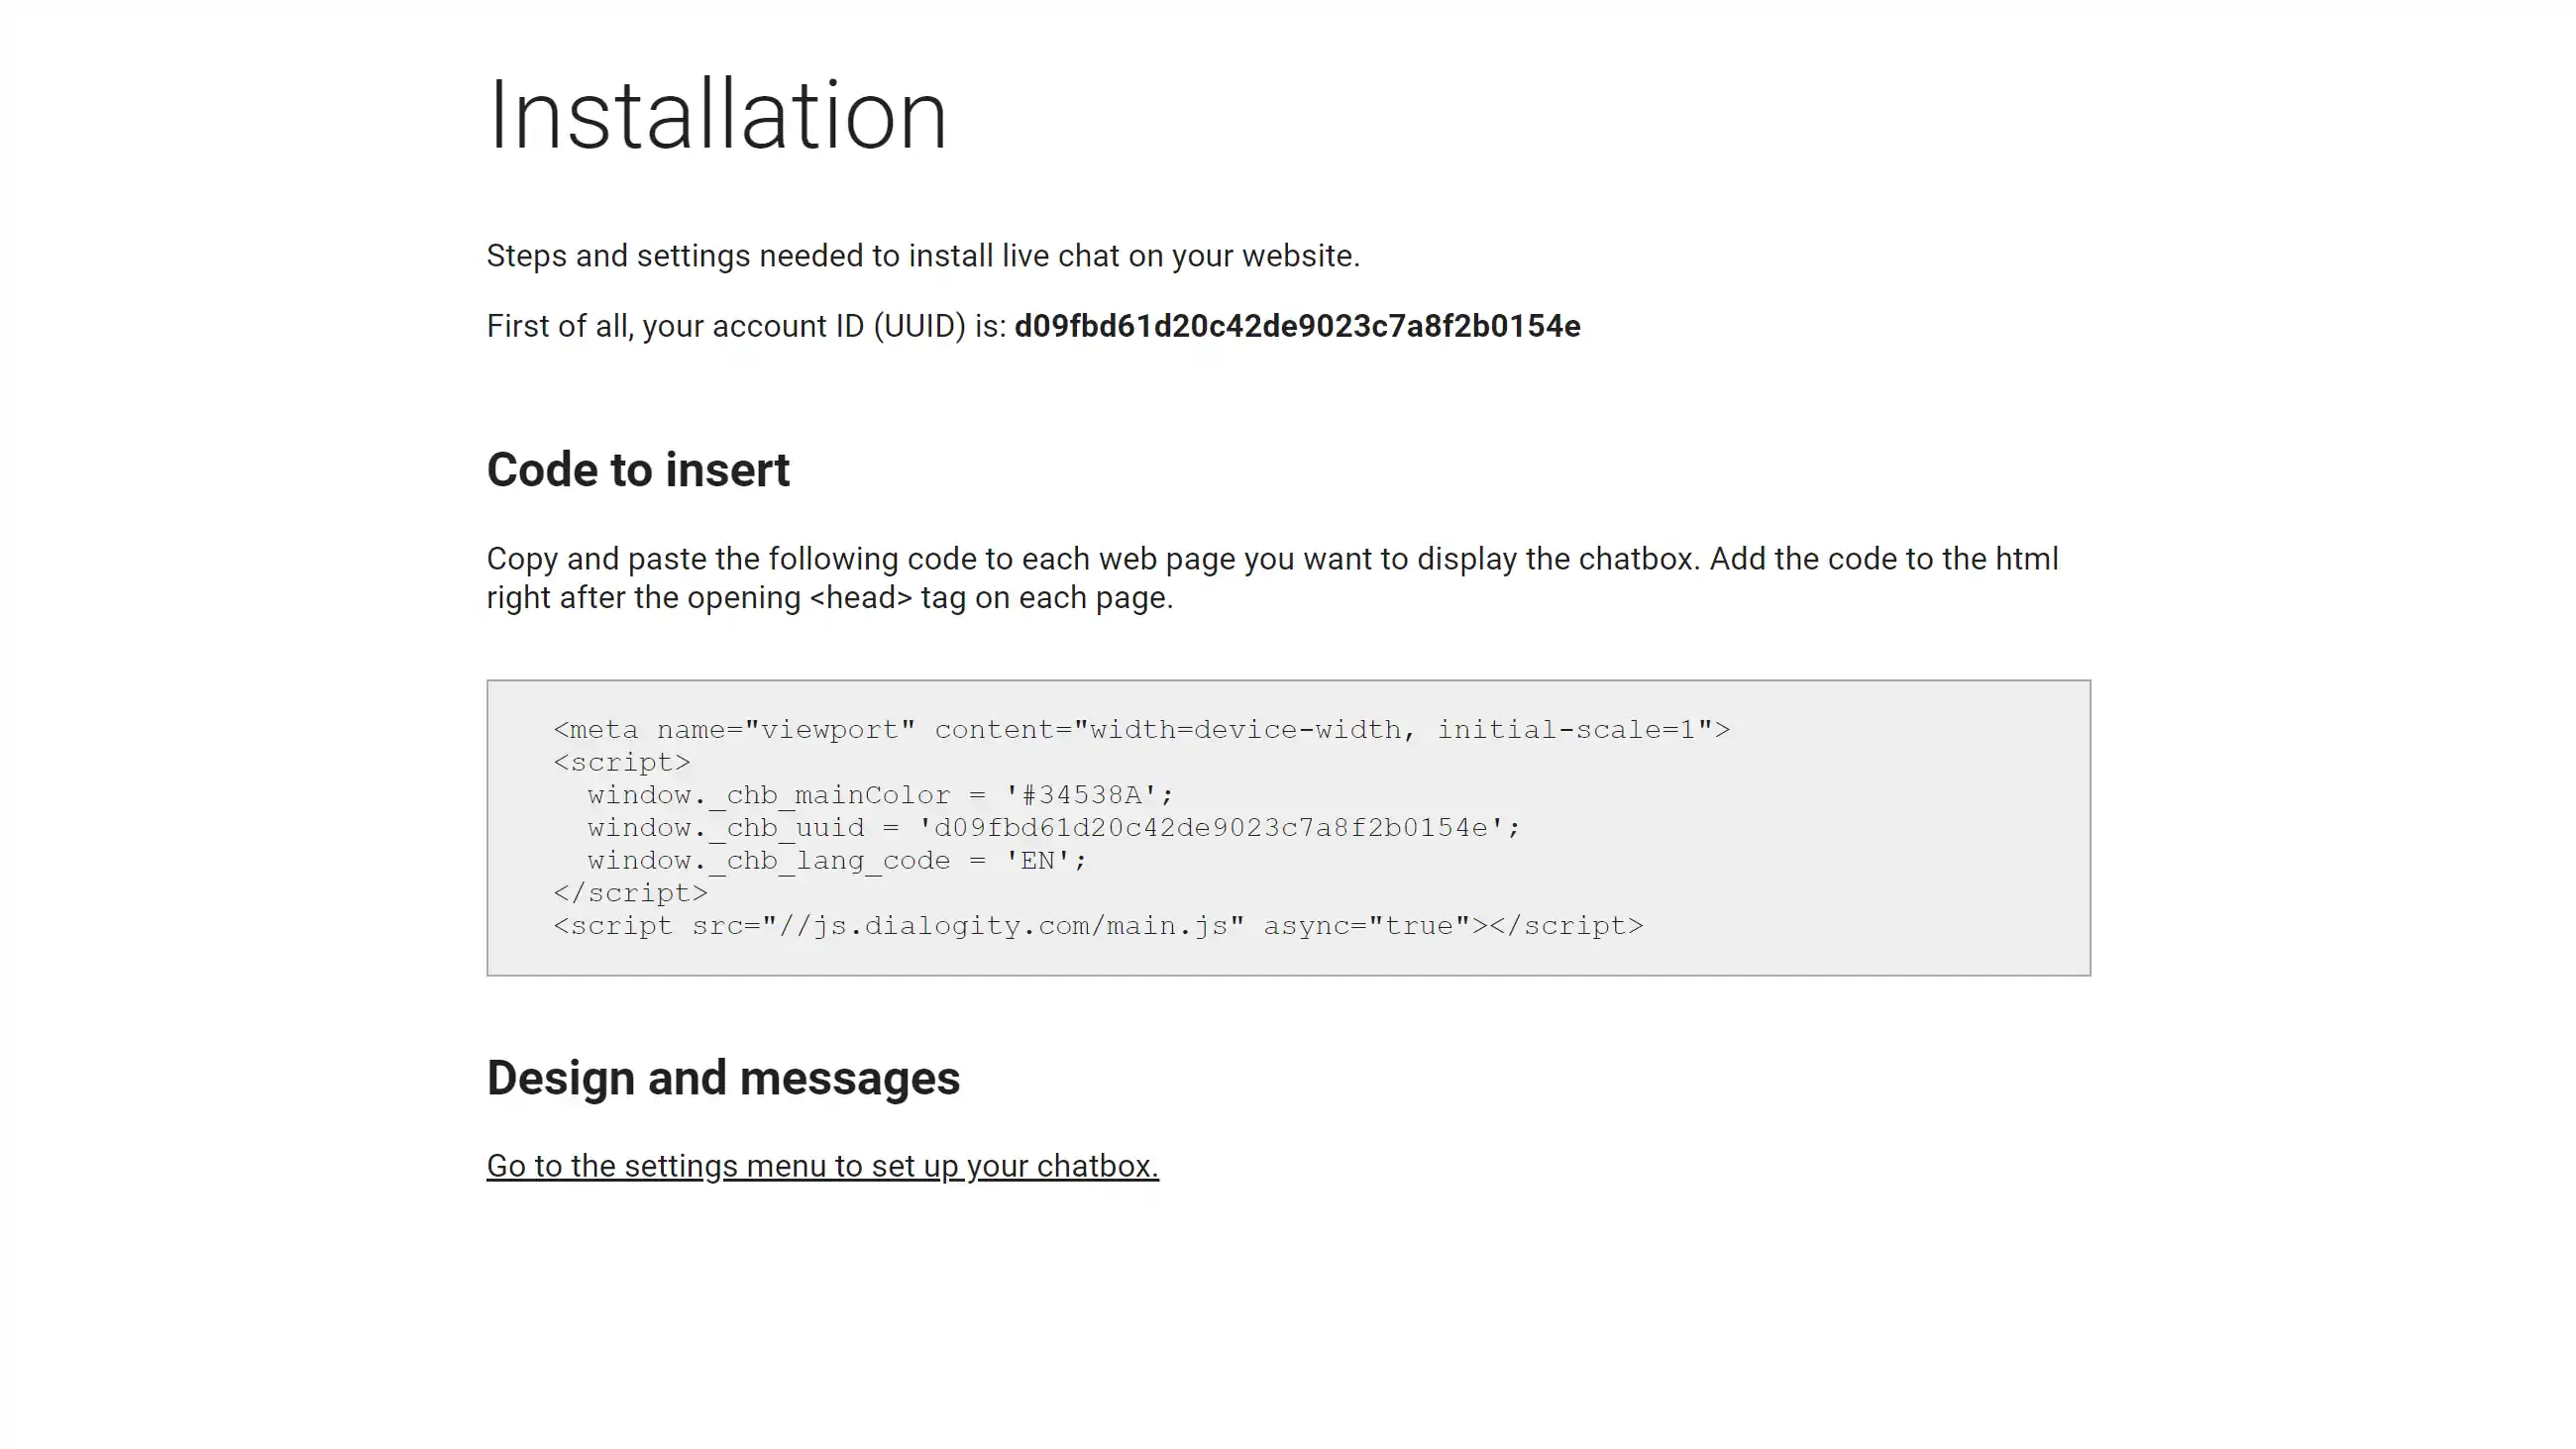 Installation
Steps and settings needed to install live chat on your website.
First of all, your account ID (UUID) is: d09fbd61d20c42de9023c7a8f2b0154e
Code to insert
Copy and paste the following code to each web page you want to display the chatbox. Add the code to the html
right after the opening <head> tag on each page.
<meta name="viewport" content="width=device-width, initial-scale=1">
<script>
  window._chb_mainColor = '#34538A';
  window._chb_uuid = 'd09fbd61d20c42de9023c7a8f2b0154e';
  window._chb_lang_code = 'EN';
</script>
<script src="//js.dialogity.com/main.js" async="true"></script>
Design and messages
Go to the settings menu to set up your chatbox.